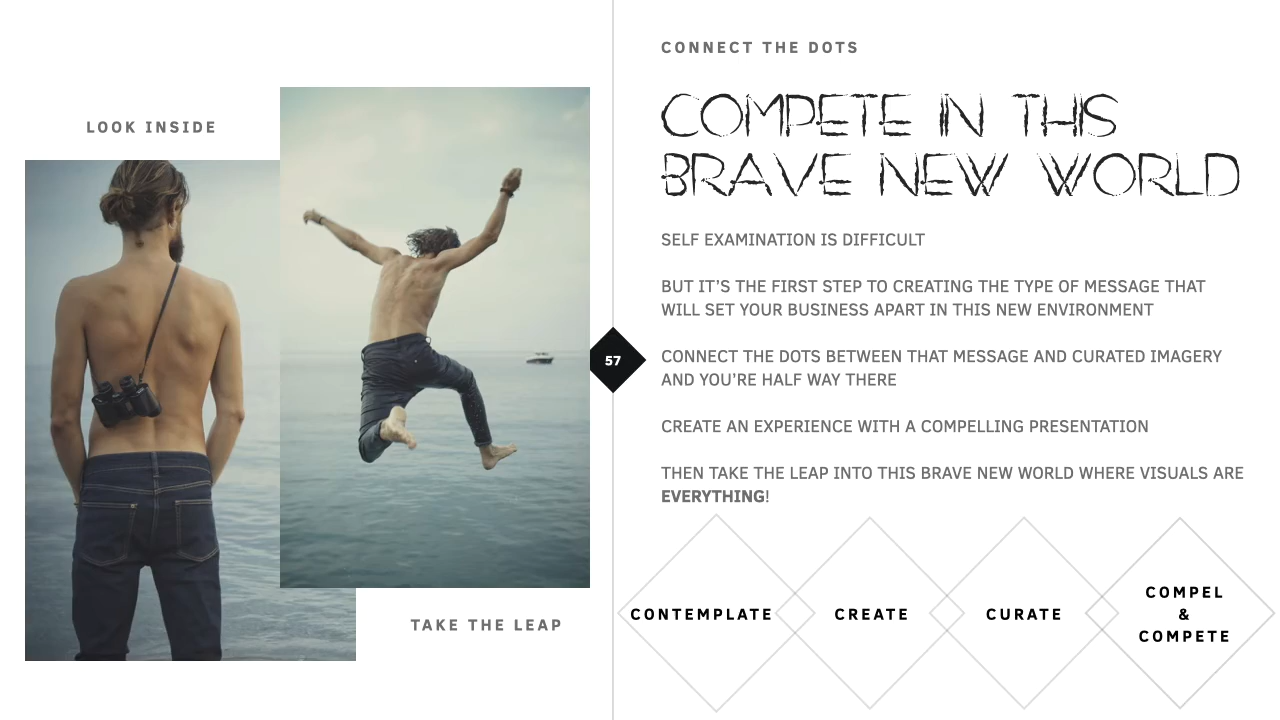 LOOK INSIDE
TAKE THE LEAP
57
CONNECT THE DOTS
COMPETE IN THIS
BRAVE NEW WORLD
SELF EXAMINATION IS DIFFICULT
BUT IT’S THE FIRST STEP TO CREATING THE TYPE OF MESSAGE THAT
WILL SET YOUR BUSINESS APART IN THIS NEW ENVIRONMENT
CONNECT THE DOTS BETWEEN THAT MESSAGE AND CURATED IMAGERY
AND YOU’RE HALF WAY THERE
CREATE AN EXPERIENCE WITH A COMPELLING PRESENTATION
THEN TAKE THE LEAP INTO THIS BRAVE NEW WORLD WHERE VISUALS ARE
EVERYTHING!
CONTEMPLATE
CREATE
CURATE
COMPEL
&
COMPETE